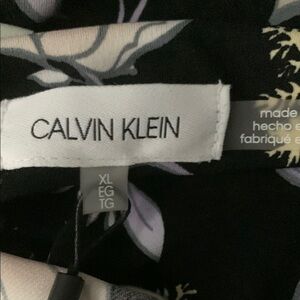 CALVIN KLEIN
XL
EG
TG
made
hecho e
fabriqué e